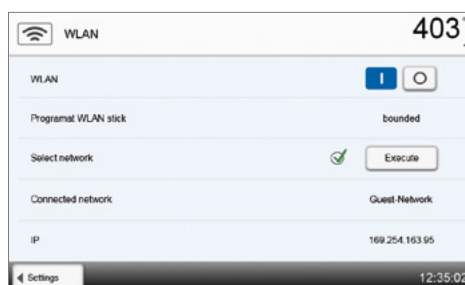 WLAN 403
WLAN I O
Programat WLAN stick bounded
Select network Execute
Connected network Guest-Network
IP 169.254.163.95
Settings 12:35:02